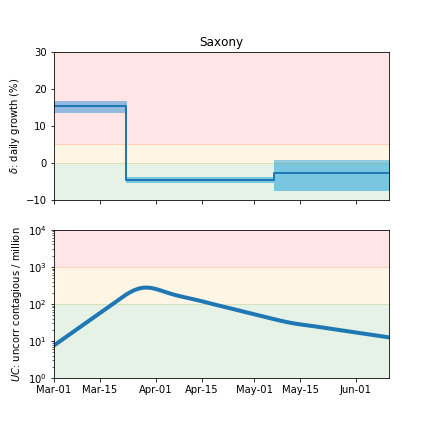 Saxony
δ: daily growth (%)
30
20
10
0
−10
UC: uncorr contagious / million
10⁴
10³
10²
10¹
10⁰
Mar-01 Mar-15 Apr-01 Apr-15 May-01 May-15 Jun-01